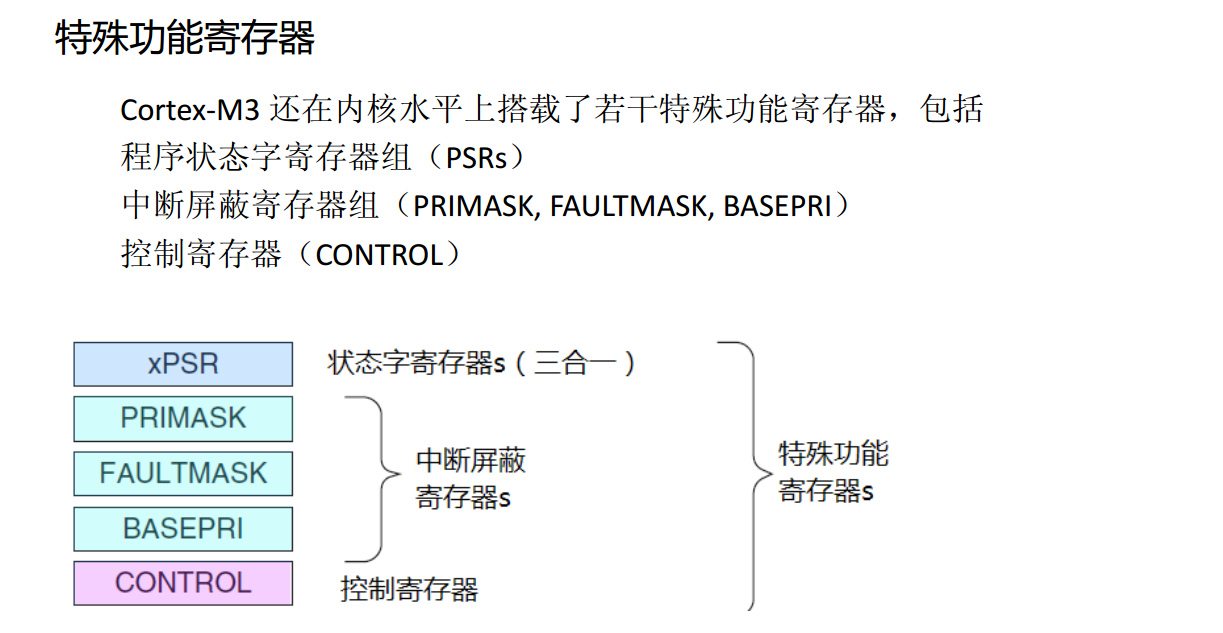 特殊功能寄存器
Cortex-M3 还在内核水平上搭载了若干特殊功能寄存器，包括
程序状态字寄存器组（PSRs）
中断屏蔽寄存器组（PRIMASK, FAULTMASK, BASEPRI）
控制寄存器（CONTROL）
xPSR
状态字寄存器s（三合一）
PRIMASK
FAULTMASK
BASEPRI
中断屏蔽
寄存器s
CONTROL
控制寄存器
特殊功能
寄存器s